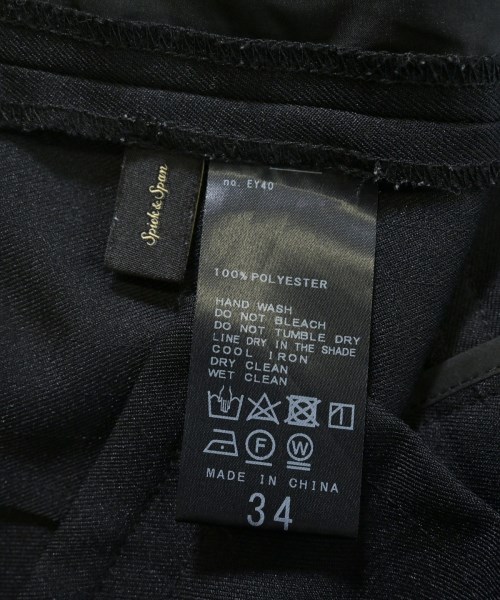 Spick & Span
no. EY40
100% POLYESTER
HAND WASH
DO NOT BLEACH
DO NOT TUMBLE DRY
LINE DRY IN THE SHADE
COOL IRON
DRY CLEAN
WET CLEAN
F W
MADE IN CHINA
34